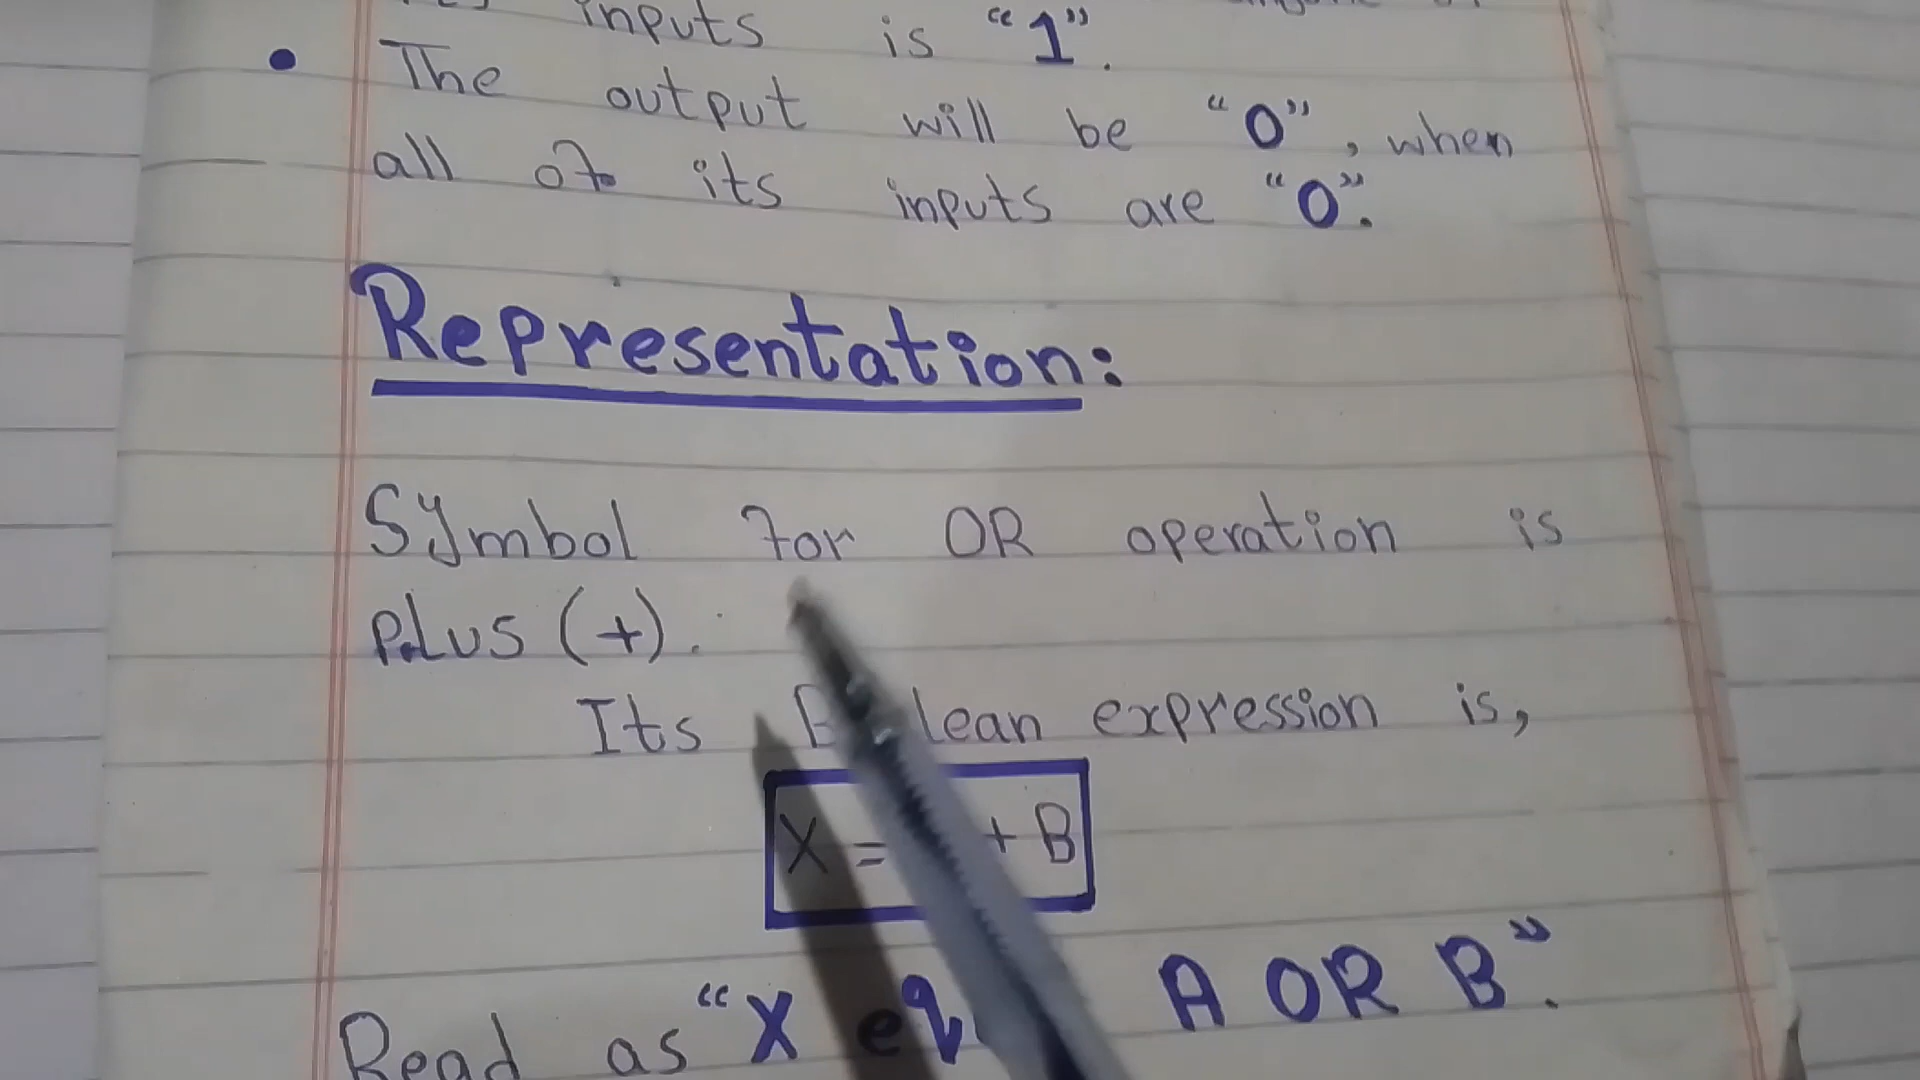 inputs is “1”.
• The output will be “0”, when
all of its inputs are “0”.
Representation:
Symbol for OR operation is
PLUS (+).
Its expression is,
X = + B
Read as “X A OR B”.